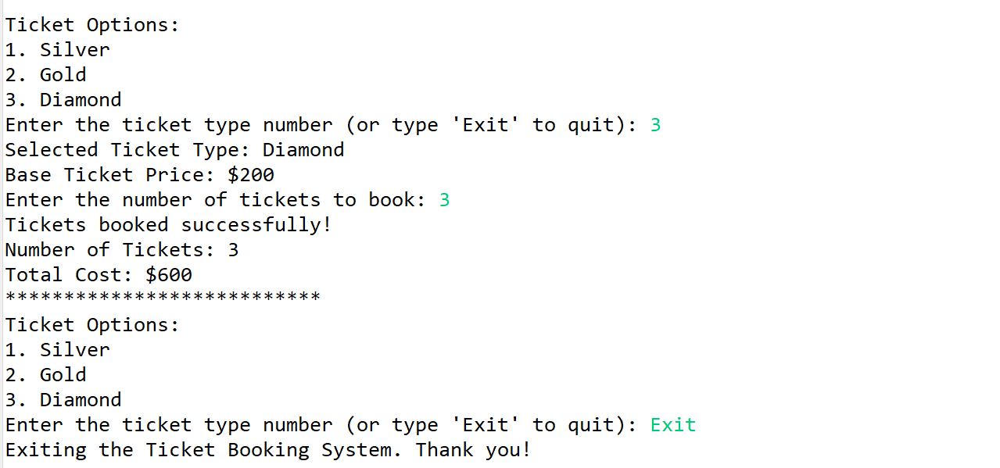 Ticket Options:
1. Silver
2. Gold
3. Diamond
Enter the ticket type number (or type 'Exit' to quit): 3
Selected Ticket Type: Diamond
Base Ticket Price: $200
Enter the number of tickets to book: 3
Tickets booked successfully!
Number of Tickets: 3
Total Cost: $600
***************************
Ticket Options:
1. Silver
2. Gold
3. Diamond
Enter the ticket type number (or type 'Exit' to quit): Exit
Exiting the Ticket Booking System. Thank you!